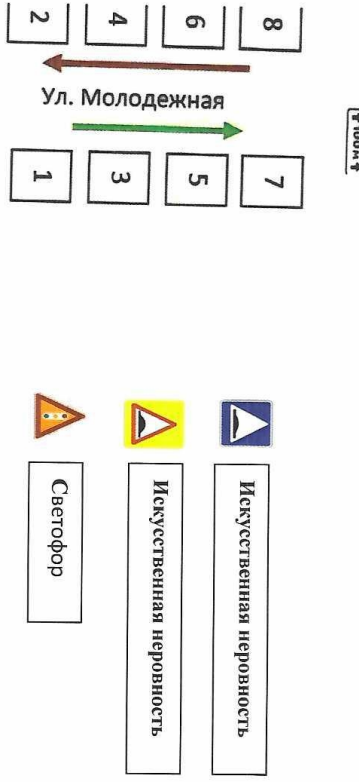 2 4 6 8
Ул. Молодежная
1 3 5 7
Искусственная неровность
Искусственная неровность
Светофор